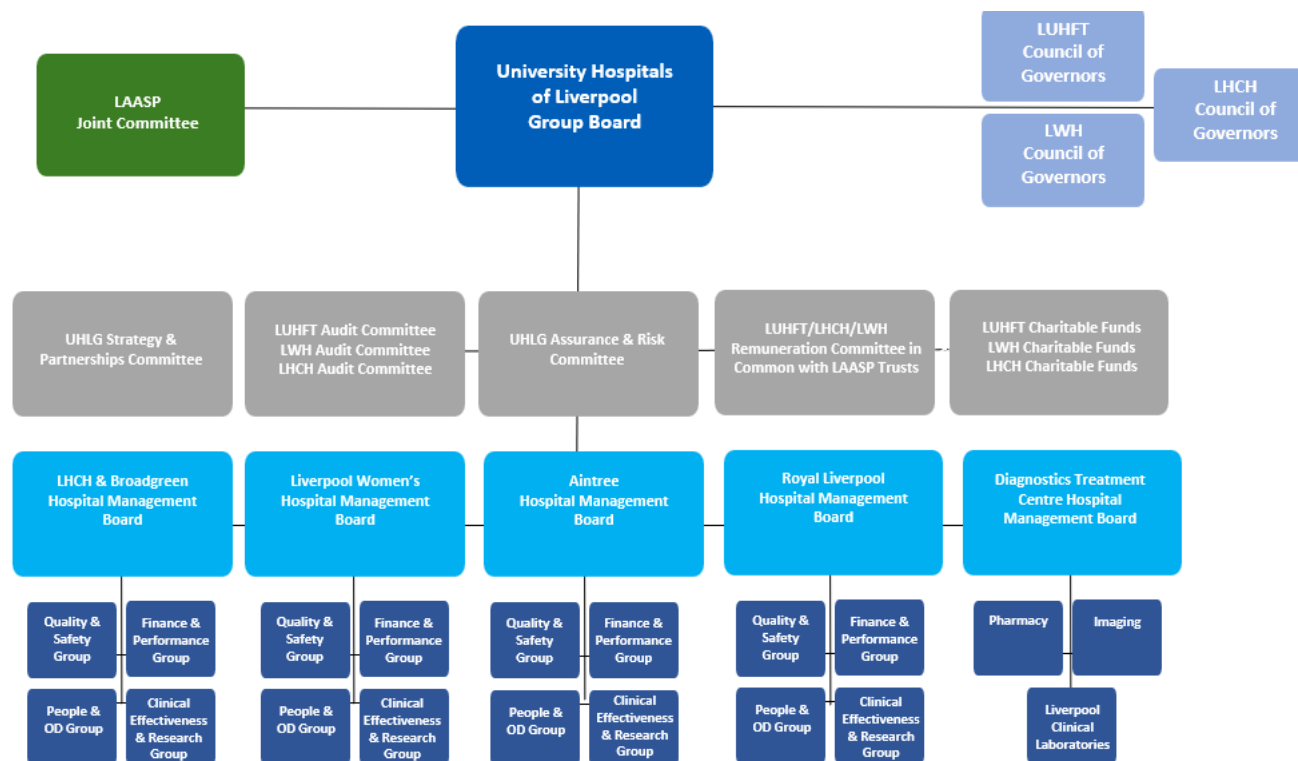 LAASP
Joint Committee
University Hospitals
of Liverpool
Group Board
LUHFT
Council of
Governors
LHCH
Council of
Governors
LWH
Council of
Governors
UHLG Strategy &
Partnerships Committee
LUHFT Audit Committee
LWH Audit Committee
LHCH Audit Committee
UHLG Assurance & Risk
Committee
LUHFT/LHCH/LWH
Remuneration Committee in
Common with LAASP Trusts
LUHFT Charitable Funds
LWH Charitable Funds
LHCH Charitable Funds
LHCH & Broadgreen
Hospital Management
Board
Liverpool Women’s
Hospital Management
Board
Aintree
Hospital Management
Board
Royal Liverpool
Hospital Management
Board
Diagnostics Treatment
Centre Hospital
Management Board
Quality &
Safety
Group
Finance &
Performance
Group
Quality &
Safety
Group
Finance &
Performance
Group
Quality &
Safety
Group
Finance &
Performance
Group
Quality &
Safety
Group
Finance &
Performance
Group
Pharmacy
Imaging
People &
OD Group
Clinical
Effectiveness
& Research
Group
People &
OD Group
Clinical
Effectiveness
& Research
Group
People &
OD Group
Clinical
Effectiveness
& Research
Group
People &
OD Group
Clinical
Effectiveness
& Research
Group
Liverpool
Clinical
Laboratories